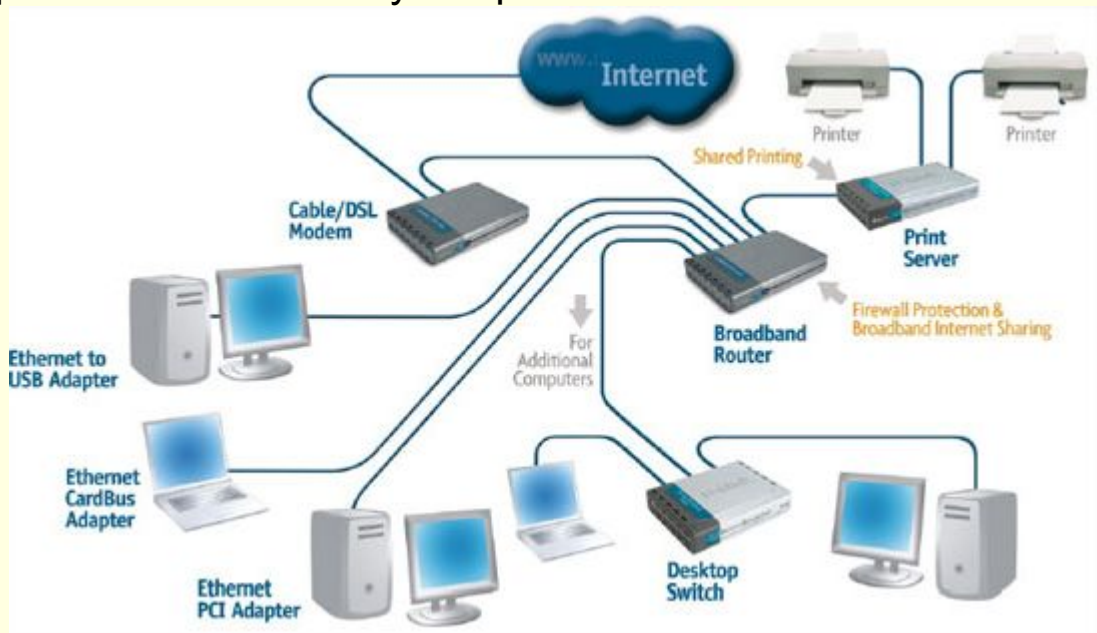 www.
Internet
Printer
Printer
Shared Printing
Cable/DSL
Modem
Print
Server
Firewall Protection &
Broadband Internet Sharing
Broadband
Router
For
Additional
Computers
Ethernet to
USB Adapter
Ethernet
CardBus
Adapter
Desktop
Switch
Ethernet
PCI Adapter